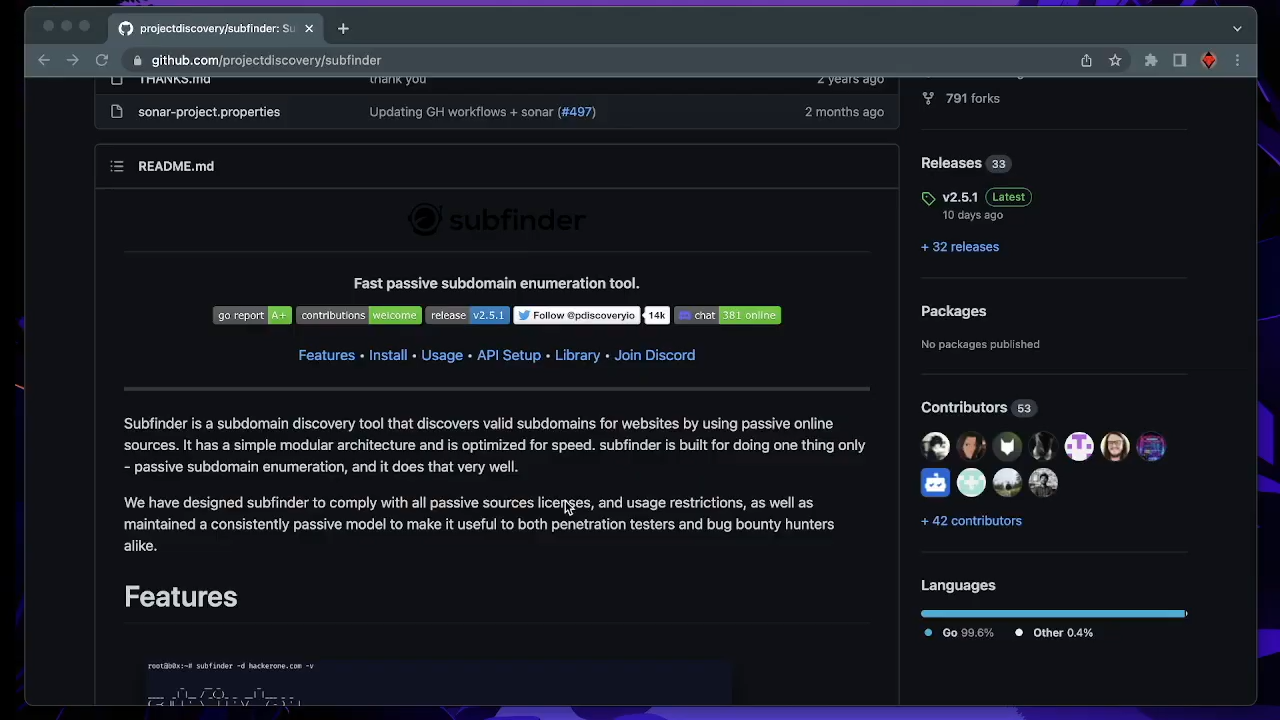 projectdiscovery/subfinder: Su
github.com/projectdiscovery/subfinder
THANKS.md thank you 2 years ago
sonar-project.properties Updating GH workflows + sonar (#497) 2 months ago
README.md
subfinder
Fast passive subdomain enumeration tool.
go report A+ contributions welcome release v2.5.1 Follow @pdiscoveryio 14k chat 381 online
Features • Install • Usage • API Setup • Library • Join Discord
Subfinder is a subdomain discovery tool that discovers valid subdomains for websites by using passive online
sources. It has a simple modular architecture and is optimized for speed. subfinder is built for doing one thing only
- passive subdomain enumeration, and it does that very well.
We have designed subfinder to comply with all passive sources licenses, and usage restrictions, as well as
maintained a consistently passive model to make it useful to both penetration testers and bug bounty hunters
alike.
Features
root@b0x:~# subfinder -d hackerone.com -v
791 forks
Releases 33
v2.5.1 Latest
10 days ago
+ 32 releases
Packages
No packages published
Contributors 53
+ 42 contributors
Languages
Go 99.6% Other 0.4%